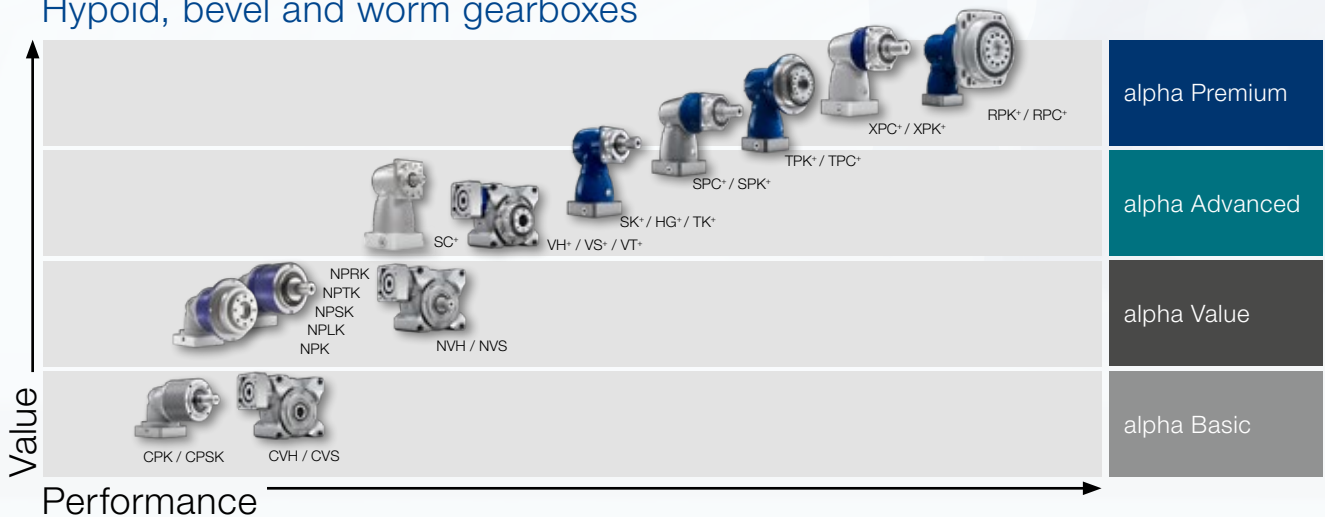 Hypoid, bevel and worm gearboxes
alpha Premium
RPK⁺ / RPC⁺
XPC⁺ / XPK⁺
TPK⁺ / TPC⁺
SPC⁺ / SPK⁺
alpha Advanced
SK⁺ / HG⁺ / TK⁺
SC⁺
VH⁺ / VS⁺ / VT⁺
NPRK
NPTK
NPSK
NPLK
NPK
NVH / NVS
alpha Value
CPK / CPSK
CVH / CVS
alpha Basic
Value
Performance